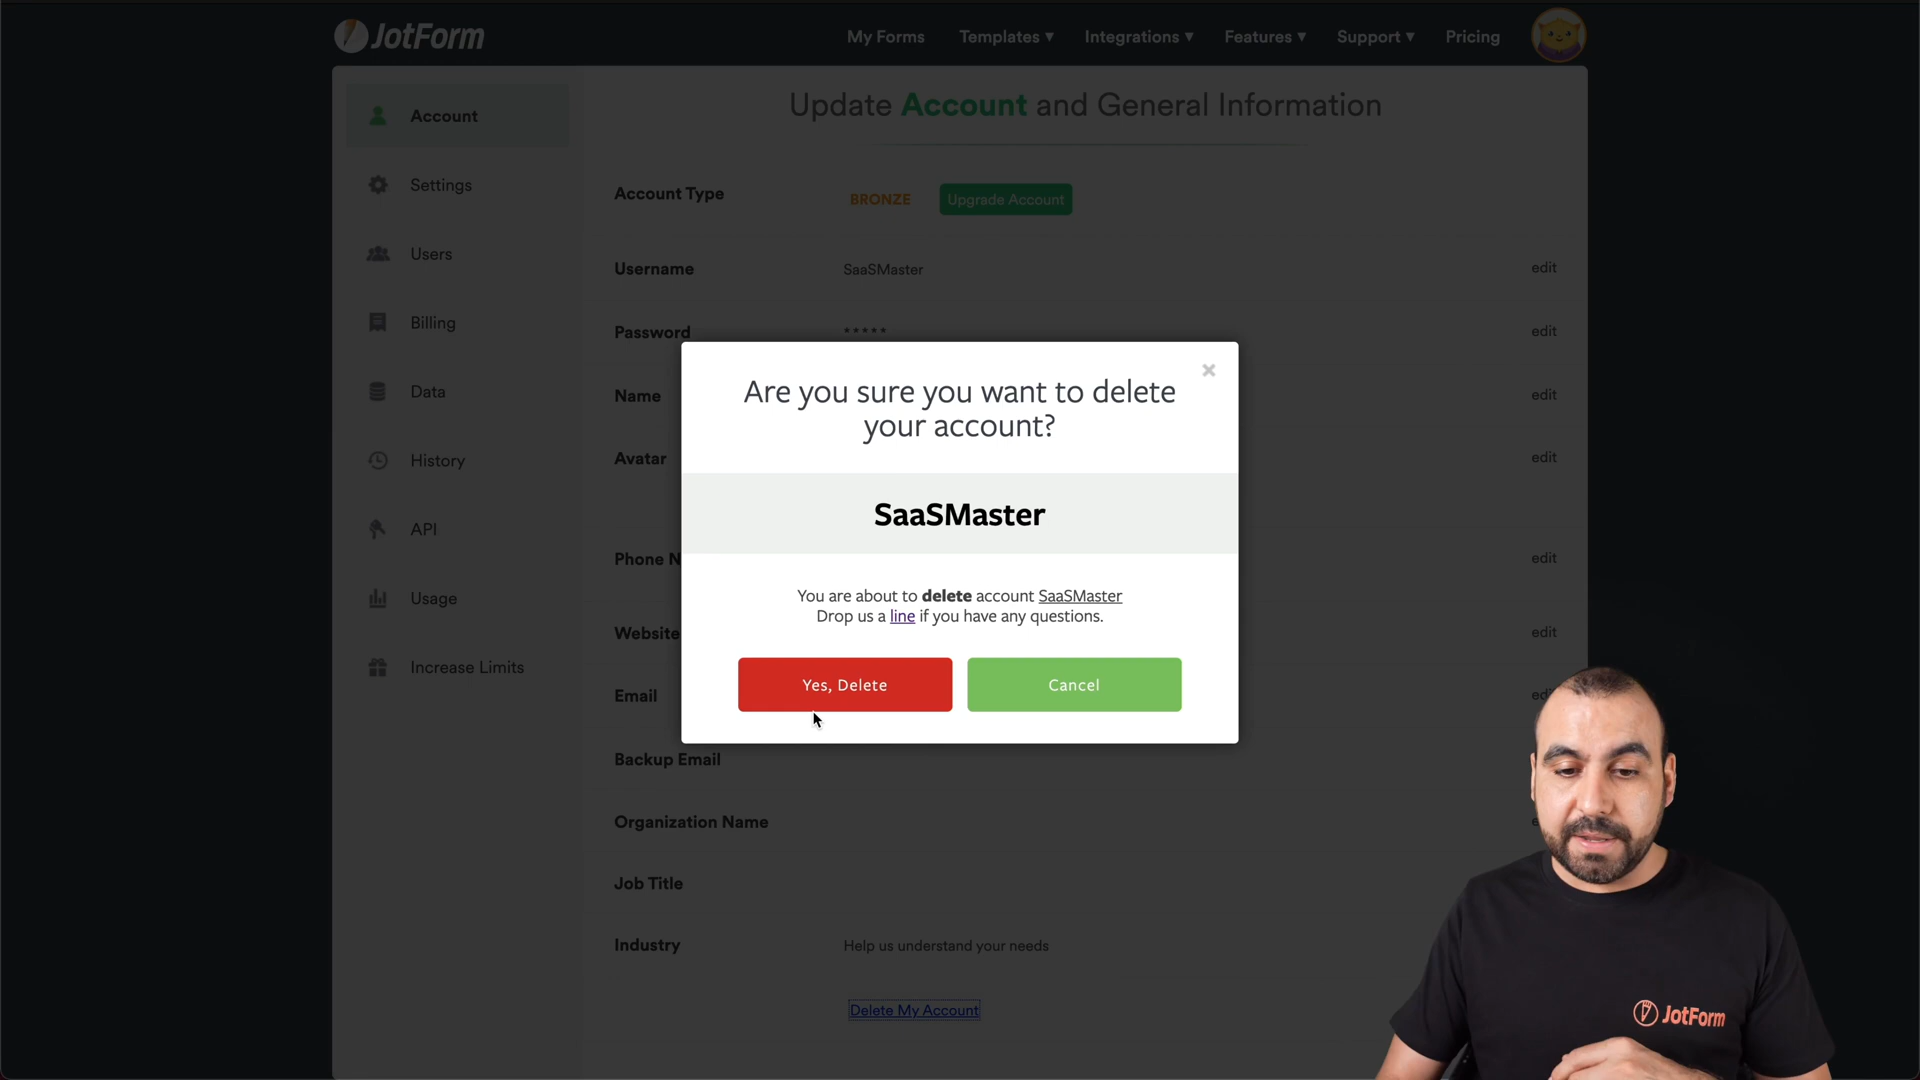 JotForm
My Forms
Templates ▼
Integrations ▼
Features ▼
Support ▼
Pricing
Account
Settings
Users
Billing
Data
History
API
Usage
Increase Limits
Update Account and General Information
Account Type
BRONZE
Upgrade Account
Username
SaaSMaster
edit
Password
*****
edit
Name
edit
Avatar
edit
Phone N
edit
Website
edit
Email
Backup Email
Organization Name
Job Title
Industry
Help us understand your needs
Delete My Account
×
Are you sure you want to delete
your account?
SaaSMaster
You are about to delete account SaaSMaster
Drop us a line if you have any questions.
Yes, Delete
Cancel
JotForm